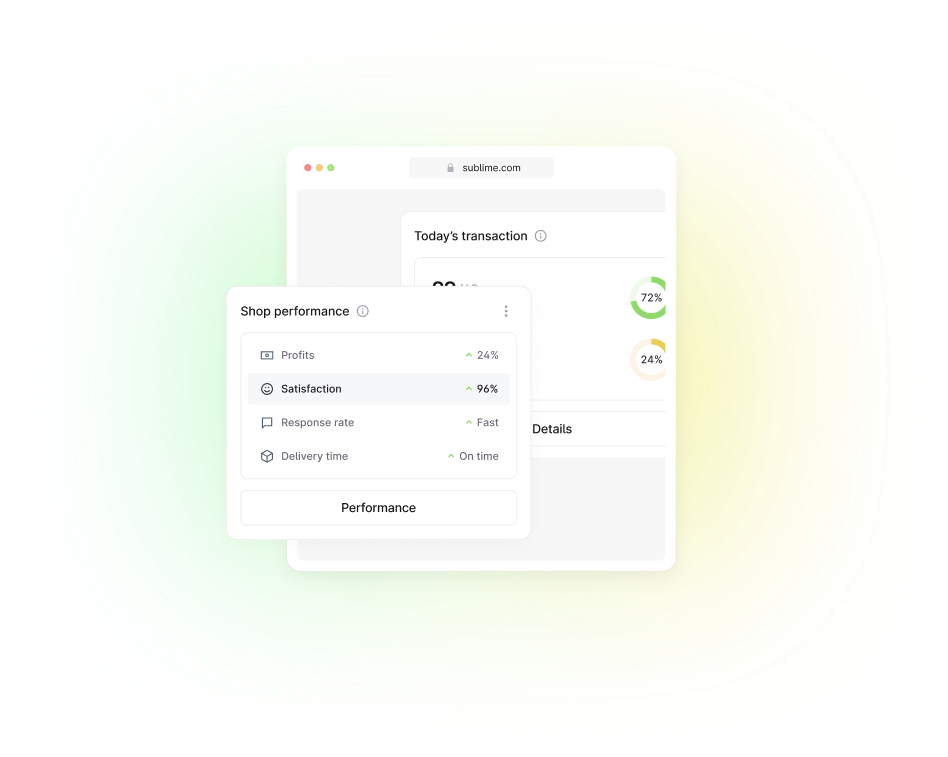 sublime.com
Today's transaction
72%
24%
Details
Shop performance
Profits 24%
Satisfaction 96%
Response rate Fast
Delivery time On time
Performance